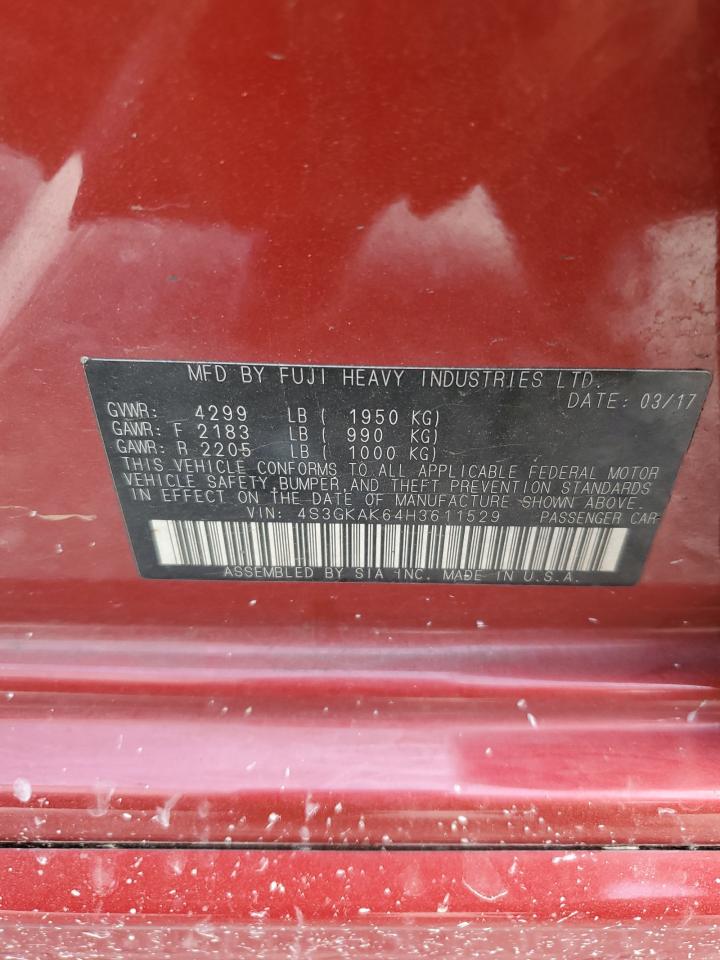 MFD BY FUJI HEAVY INDUSTRIES LTD.
DATE: 03/17
GVWR: 4299 LB ( 1950 KG)
GAWR: F 2183 LB ( 990 KG)
GAWR: R 2205 LB ( 1000 KG)
THIS VEHICLE CONFORMS TO ALL APPLICABLE FEDERAL MOTOR
VEHICLE SAFETY, BUMPER, AND THEFT PREVENTION STANDARDS
IN EFFECT ON THE DATE OF MANUFACTURE SHOWN ABOVE.
VIN: 4S3GKAK64H3611529 PASSENGER CAR
ASSEMBLED BY SIA INC. MADE IN U.S.A.